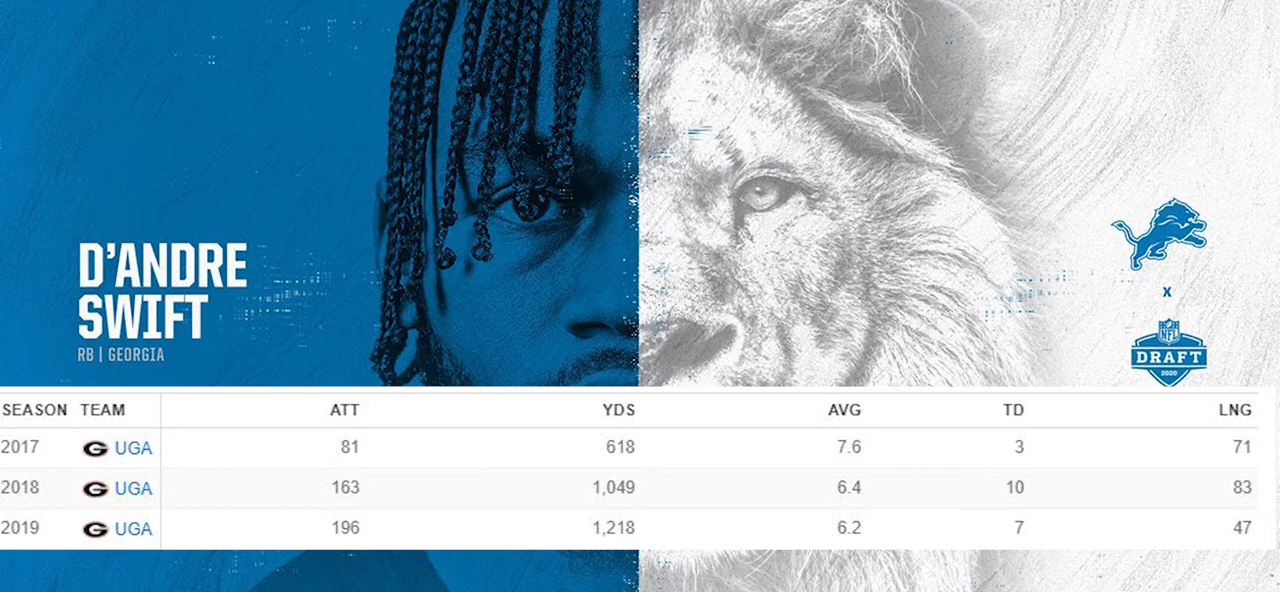 D'ANDRE
SWIFT
RB | GEORGIA
X
NFL
DRAFT
2020
SEASON TEAM ATT YDS AVG TD LNG
2017 G UGA 81 618 7.6 3 71
2018 G UGA 163 1,049 6.4 10 83
2019 G UGA 196 1,218 6.2 7 47